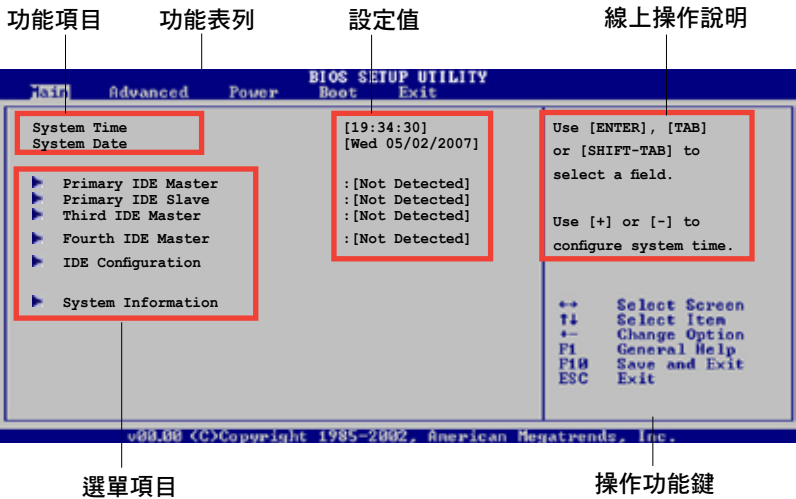 功能項目 功能表列 設定值 線上操作說明
BIOS SETUP UTILITY
Main Advanced Power Boot Exit
System Time [19:34:30]
System Date [Wed 05/02/2007]
Primary IDE Master :[Not Detected]
Primary IDE Slave :[Not Detected]
Third IDE Master :[Not Detected]
Fourth IDE Master :[Not Detected]
IDE Configuration
System Information
Use [ENTER], [TAB]
or [SHIFT-TAB] to
select a field.
Use [+] or [-] to
configure system time.
←→ Select Screen
↑↓ Select Item
+- Change Option
F1 General Help
F10 Save and Exit
ESC Exit
v00.00 (C)Copyright 1985-2002, American Megatrends, Inc.
選單項目 操作功能鍵